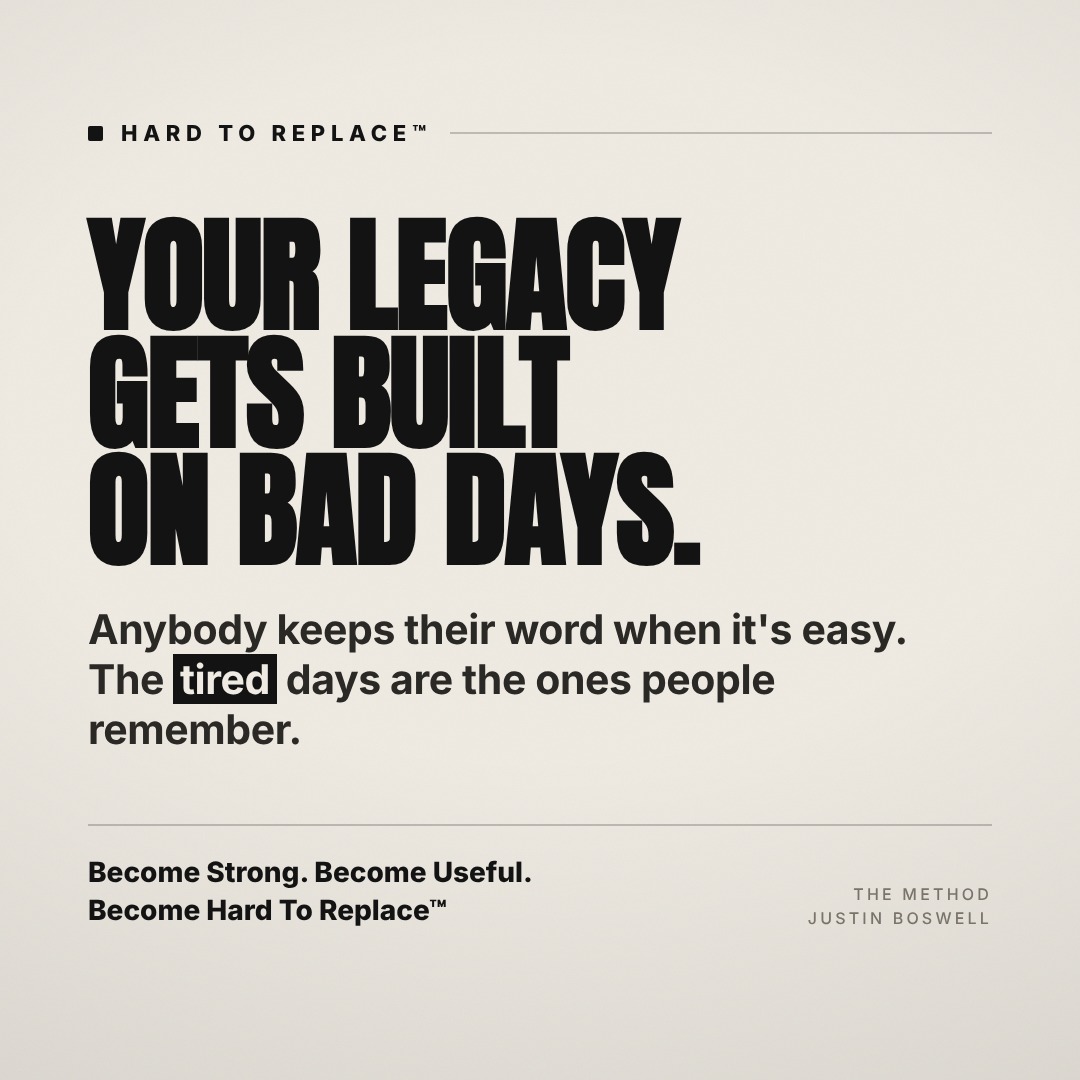 HARD TO REPLACE™
YOUR LEGACY
GETS BUILT
ON BAD DAYS.
Anybody keeps their word when it's easy.
The tired days are the ones people
remember.
Become Strong. Become Useful.
Become Hard To Replace™
THE METHOD
JUSTIN BOSWELL